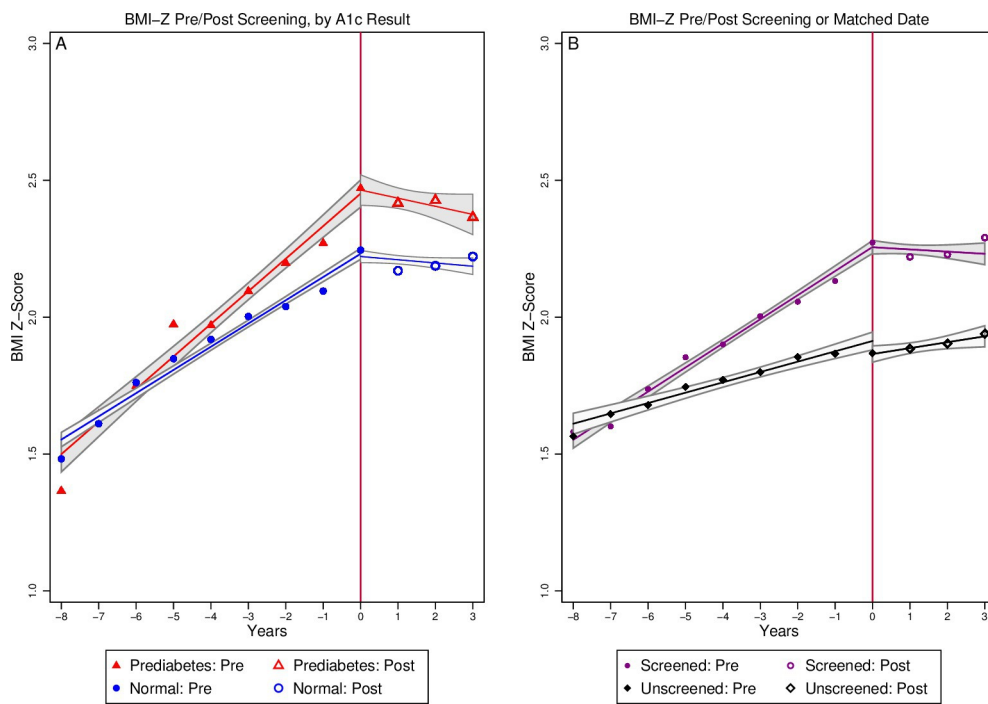 BMI−Z Pre/Post Screening, by A1c Result
A
BMI Z−Score
3.0
2.5
2.0
1.5
1.0
−8 −7 −6 −5 −4 −3 −2 −1 0 1 2 3
Years
Prediabetes: Pre Prediabetes: Post
Normal: Pre Normal: Post
BMI−Z Pre/Post Screening or Matched Date
B
BMI Z−Score
3.0
2.5
2.0
1.5
1.0
−8 −7 −6 −5 −4 −3 −2 −1 0 1 2 3
Years
Screened: Pre Screened: Post
Unscreened: Pre Unscreened: Post